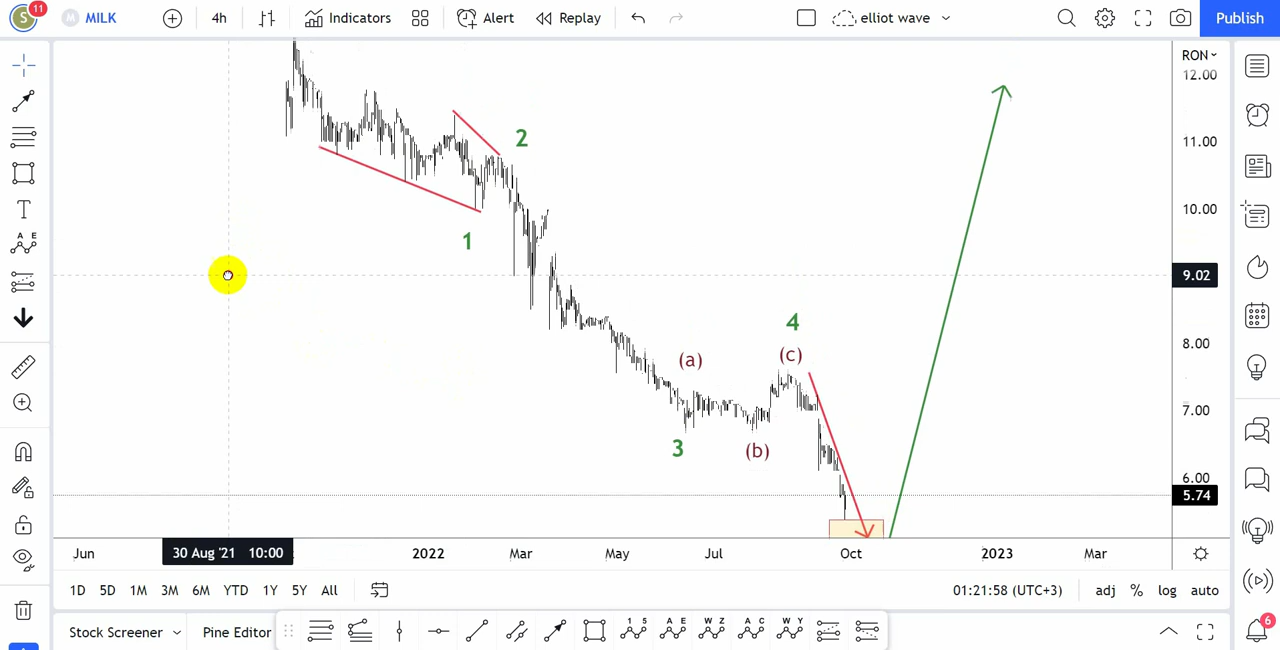 S 11 M MILK 4h Indicators Alert Replay elliot wave Publish
RON
12.00
11.00
10.00
9.02
8.00
7.00
6.00
5.74
2
1
4
(a) (c)
3 (b)
A E
30 Aug '21 10:00
Jun 2022 Mar May Jul Oct 2023 Mar
1D 5D 1M 3M 6M YTD 1Y 5Y All 01:21:58 (UTC+3) adj % log auto
Stock Screener Pine Editor 1 5 A E W Z A C W Y 6